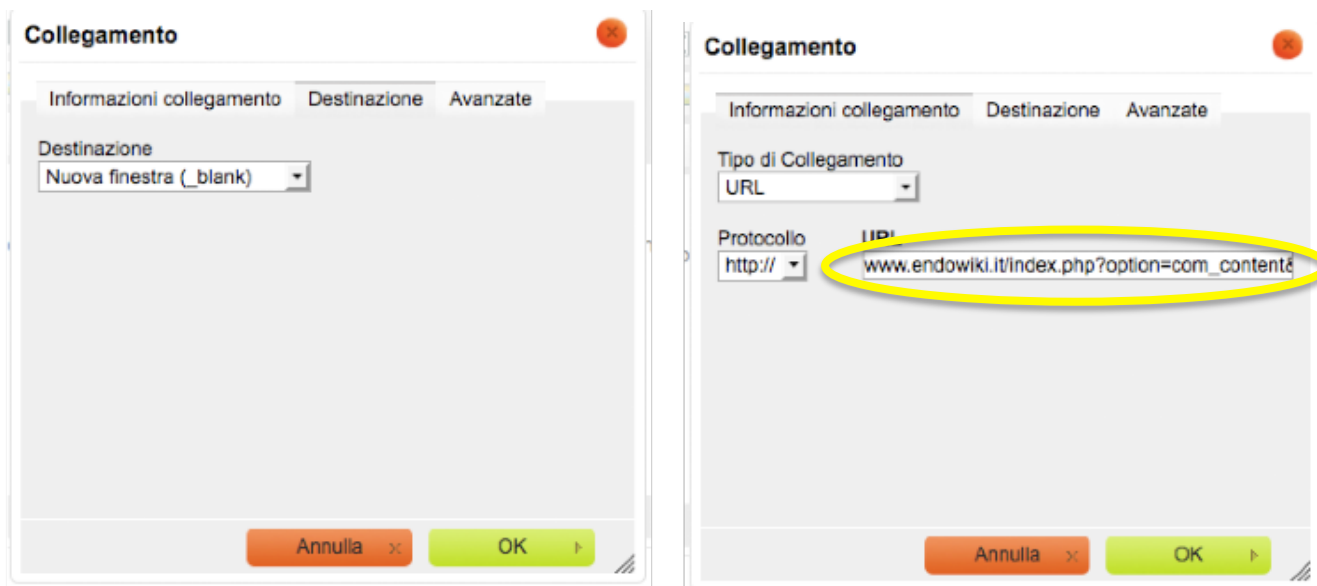 Collegamento
Informazioni collegamento Destinazione Avanzate
Destinazione
Nuova finestra (_blank)
Annulla OK
Collegamento
Informazioni collegamento Destinazione Avanzate
Tipo di Collegamento
URL
Protocollo URL
http:// www.endowiki.it/index.php?option=com_content&
Annulla OK